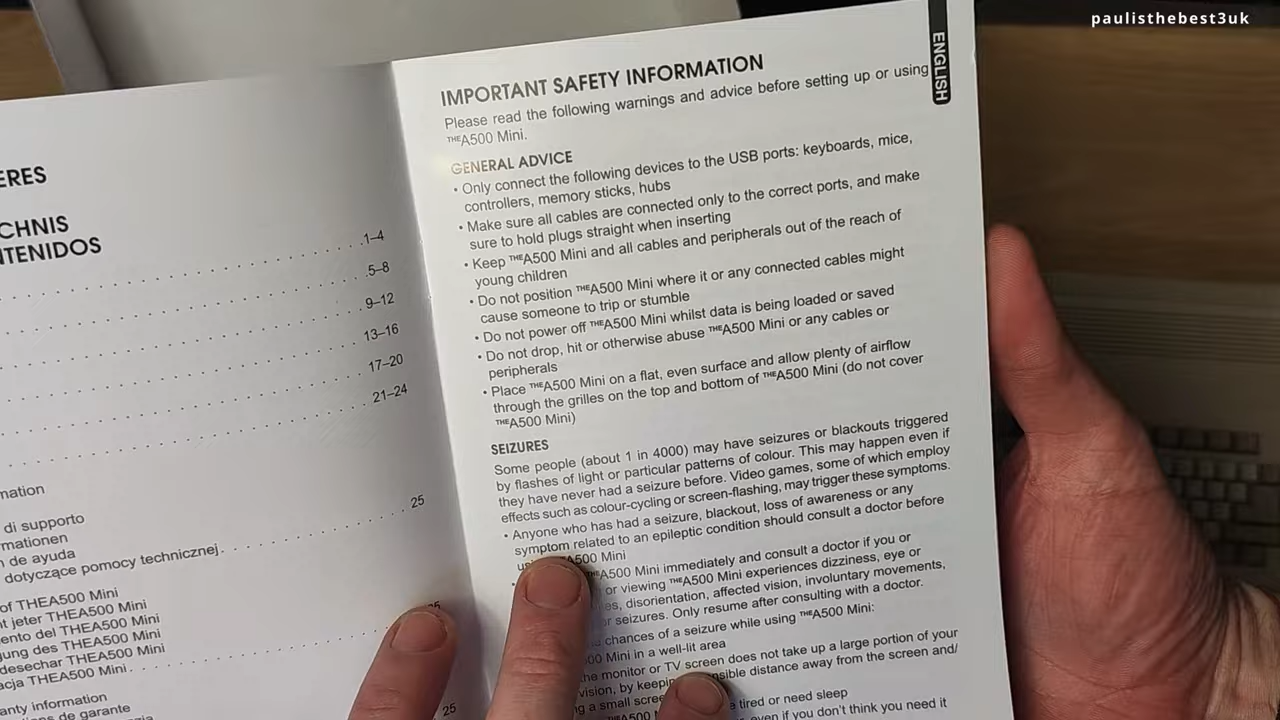 paulisthebest3uk
ERES
CHNIS
NTENIDOS
1–4
5–8
9–12
13–16
17–20
21–24
mation
di supporto
mationen
n de ayuda
dotyczące pomocy technicznej
25
of THEA500 Mini
nt jeter THEA500 Mini
ento del THEA500 Mini
gung des THEA500 Mini
desechar THEA500 Mini
acja THEA500 Mini
25
anty information
ons de garante
25
ENGLISH
IMPORTANT SAFETY INFORMATION
Please read the following warnings and advice before setting up or using
THEA500 Mini.
GENERAL ADVICE
• Only connect the following devices to the USB ports: keyboards, mice,
controllers, memory sticks, hubs
• Make sure all cables are connected only to the correct ports, and make
sure to hold plugs straight when inserting
• Keep THEA500 Mini and all cables and peripherals out of the reach of
young children
• Do not position THEA500 Mini where it or any connected cables might
cause someone to trip or stumble
• Do not power off THEA500 Mini whilst data is being loaded or saved
• Do not drop, hit or otherwise abuse THEA500 Mini or any cables or
peripherals
• Place THEA500 Mini on a flat, even surface and allow plenty of airflow
through the grilles on the top and bottom of THEA500 Mini (do not cover
THEA500 Mini)
SEIZURES
Some people (about 1 in 4000) may have seizures or blackouts triggered
by flashes of light or particular patterns of colour. This may happen even if
they have never had a seizure before. Video games, some of which employ
effects such as colour-cycling or screen-flashing, may trigger these symptoms.
• Anyone who has had a seizure, blackout, loss of awareness or any
symptom related to an epileptic condition should consult a doctor before
A500 Mini
THEA500 Mini immediately and consult a doctor if you or
or viewing THEA500 Mini experiences dizziness, eye or
es, disorientation, affected vision, involuntary movements,
or seizures. Only resume after consulting with a doctor.
chances of a seizure while using THEA500 Mini:
00 Mini in a well-lit area
the monitor or TV screen does not take up a large portion of your
vision, by keeping sensible distance away from the screen and/
g a small scree
THEA500 M
tired or need sleep
even if you don't think you need it